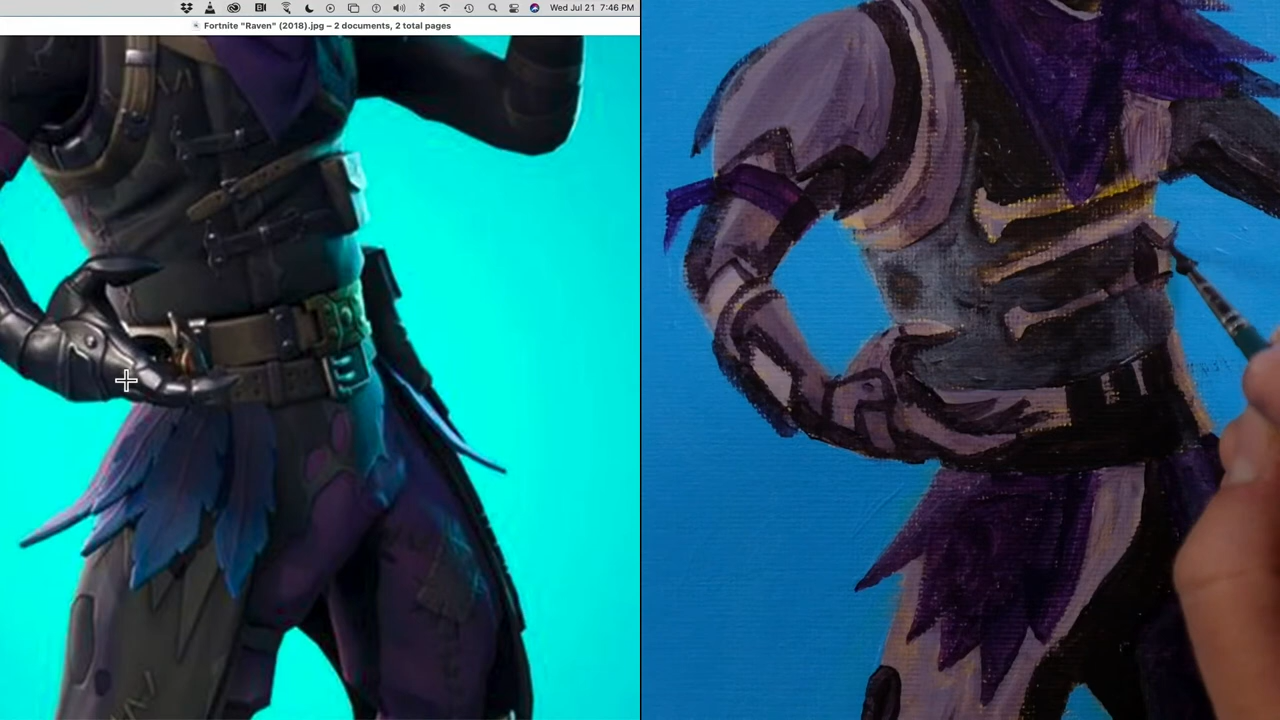 Wed Jul 21 7:46 PM
Fortnite "Raven" (2018).jpg – 2 documents, 2 total pages